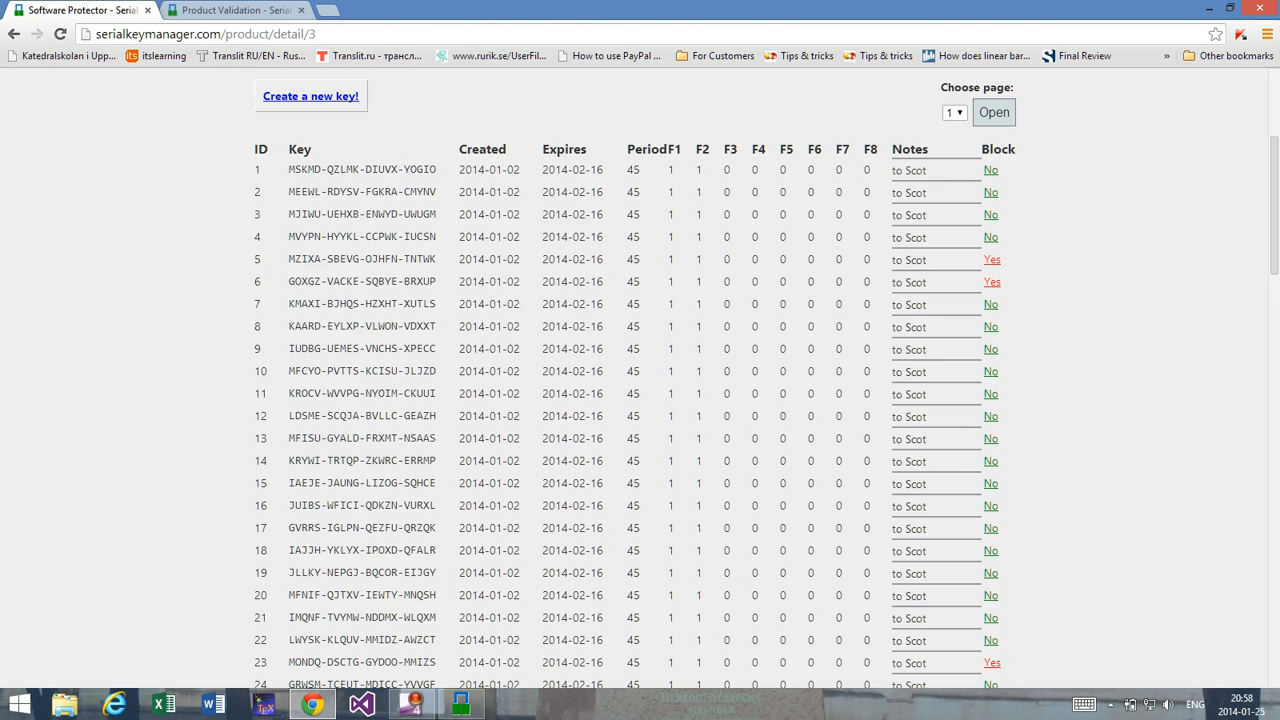 Software Protector - Serial
Product Validation - Serial
serialkeymanager.com/product/detail/3
Katedralskolan i Upp... itslearning Translit RU/EN - Rus... Translit.ru - транслі... www.rurik.se/UserFil... How to use PayPal ... For Customers Tips & tricks Tips & tricks How does linear bar... Final Review » Other bookmarks
Create a new key!
Choose page:
1 Open
ID Key Created Expires Period F1 F2 F3 F4 F5 F6 F7 F8 Notes Block
1 MSKMD-QZLMK-DIUVX-YOGIO 2014-01-02 2014-02-16 45 1 1 0 0 0 0 0 0 to Scot No
2 MEEWL-RDYSV-FGKRA-CMYNV 2014-01-02 2014-02-16 45 1 1 0 0 0 0 0 0 to Scot No
3 MJIWU-UEHXB-ENWYD-UWUGM 2014-01-02 2014-02-16 45 1 1 0 0 0 0 0 0 to Scot No
4 MVYPN-HYYKL-CCPWK-IUCSN 2014-01-02 2014-02-16 45 1 1 0 0 0 0 0 0 to Scot No
5 MZIXA-SBEVG-OJHFN-TNTWK 2014-01-02 2014-02-16 45 1 1 0 0 0 0 0 0 to Scot Yes
6 GOXGZ-VACKE-SQBYE-BRXUP 2014-01-02 2014-02-16 45 1 1 0 0 0 0 0 0 to Scot Yes
7 KMAXI-BJHQS-HZXHT-XUTLS 2014-01-02 2014-02-16 45 1 1 0 0 0 0 0 0 to Scot No
8 KAARD-EYLXP-VLWON-VDXXT 2014-01-02 2014-02-16 45 1 1 0 0 0 0 0 0 to Scot No
9 IUDBG-UEMES-VNCHS-XPECC 2014-01-02 2014-02-16 45 1 1 0 0 0 0 0 0 to Scot No
10 MFCYO-PVTTS-KCISU-JLJZD 2014-01-02 2014-02-16 45 1 1 0 0 0 0 0 0 to Scot No
11 KROCV-WVVPG-NYOIM-CKUUI 2014-01-02 2014-02-16 45 1 1 0 0 0 0 0 0 to Scot No
12 LDSME-SCQJA-BVLLC-GEAZH 2014-01-02 2014-02-16 45 1 1 0 0 0 0 0 0 to Scot No
13 MFISU-GYALD-FRXMT-NSAAS 2014-01-02 2014-02-16 45 1 1 0 0 0 0 0 0 to Scot No
14 KRYWI-TRTQP-ZKWRC-ERRMP 2014-01-02 2014-02-16 45 1 1 0 0 0 0 0 0 to Scot No
15 IAEJE-JAUNG-LIZOG-SQHCE 2014-01-02 2014-02-16 45 1 1 0 0 0 0 0 0 to Scot No
16 JUIBS-WFICI-QDKZN-VURXL 2014-01-02 2014-02-16 45 1 1 0 0 0 0 0 0 to Scot No
17 GVRRS-IGLPN-QEZFU-QRZQK 2014-01-02 2014-02-16 45 1 1 0 0 0 0 0 0 to Scot No
18 IAJJH-YKLYX-IPOXD-QFALR 2014-01-02 2014-02-16 45 1 1 0 0 0 0 0 0 to Scot No
19 JLLKY-NEPGJ-BQCOR-EIJGY 2014-01-02 2014-02-16 45 1 1 0 0 0 0 0 0 to Scot No
20 MFNIF-QJTXV-IEWTY-MNQSH 2014-01-02 2014-02-16 45 1 1 0 0 0 0 0 0 to Scot No
21 IMQNF-TVYMW-NDDMX-WLQXM 2014-01-02 2014-02-16 45 1 1 0 0 0 0 0 0 to Scot No
22 LWYSK-KLQUV-MMIDZ-AWZCT 2014-01-02 2014-02-16 45 1 1 0 0 0 0 0 0 to Scot No
23 MONDQ-DSCTG-GYDOO-MMIZS 2014-01-02 2014-02-16 45 1 1 0 0 0 0 0 0 to Scot Yes
24 2014-01-02 2014-02-16 45 1 1 0 0 0 0 0 0 to Scot No
ENG 20:58
2014-01-25